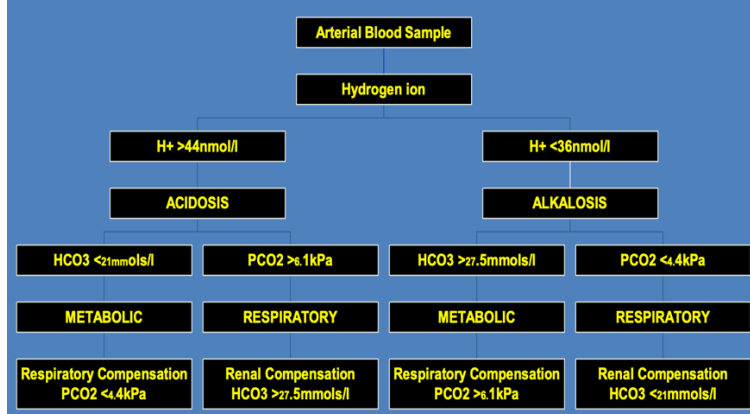 Arterial Blood Sample
Hydrogen ion
H+ >44nmol/l
H+ <36nmol/l
ACIDOSIS
ALKALOSIS
HCO3 <21mmols/l
PCO2 >6.1kPa
HCO3 >27.5mmols/l
PCO2 <4.4kPa
METABOLIC
RESPIRATORY
METABOLIC
RESPIRATORY
Respiratory Compensation
PCO2 <4.4kPa
Renal Compensation
HCO3 >27.5mmols/l
Respiratory Compensation
PCO2 >6.1kPa
Renal Compensation
HCO3 <21mmols/l